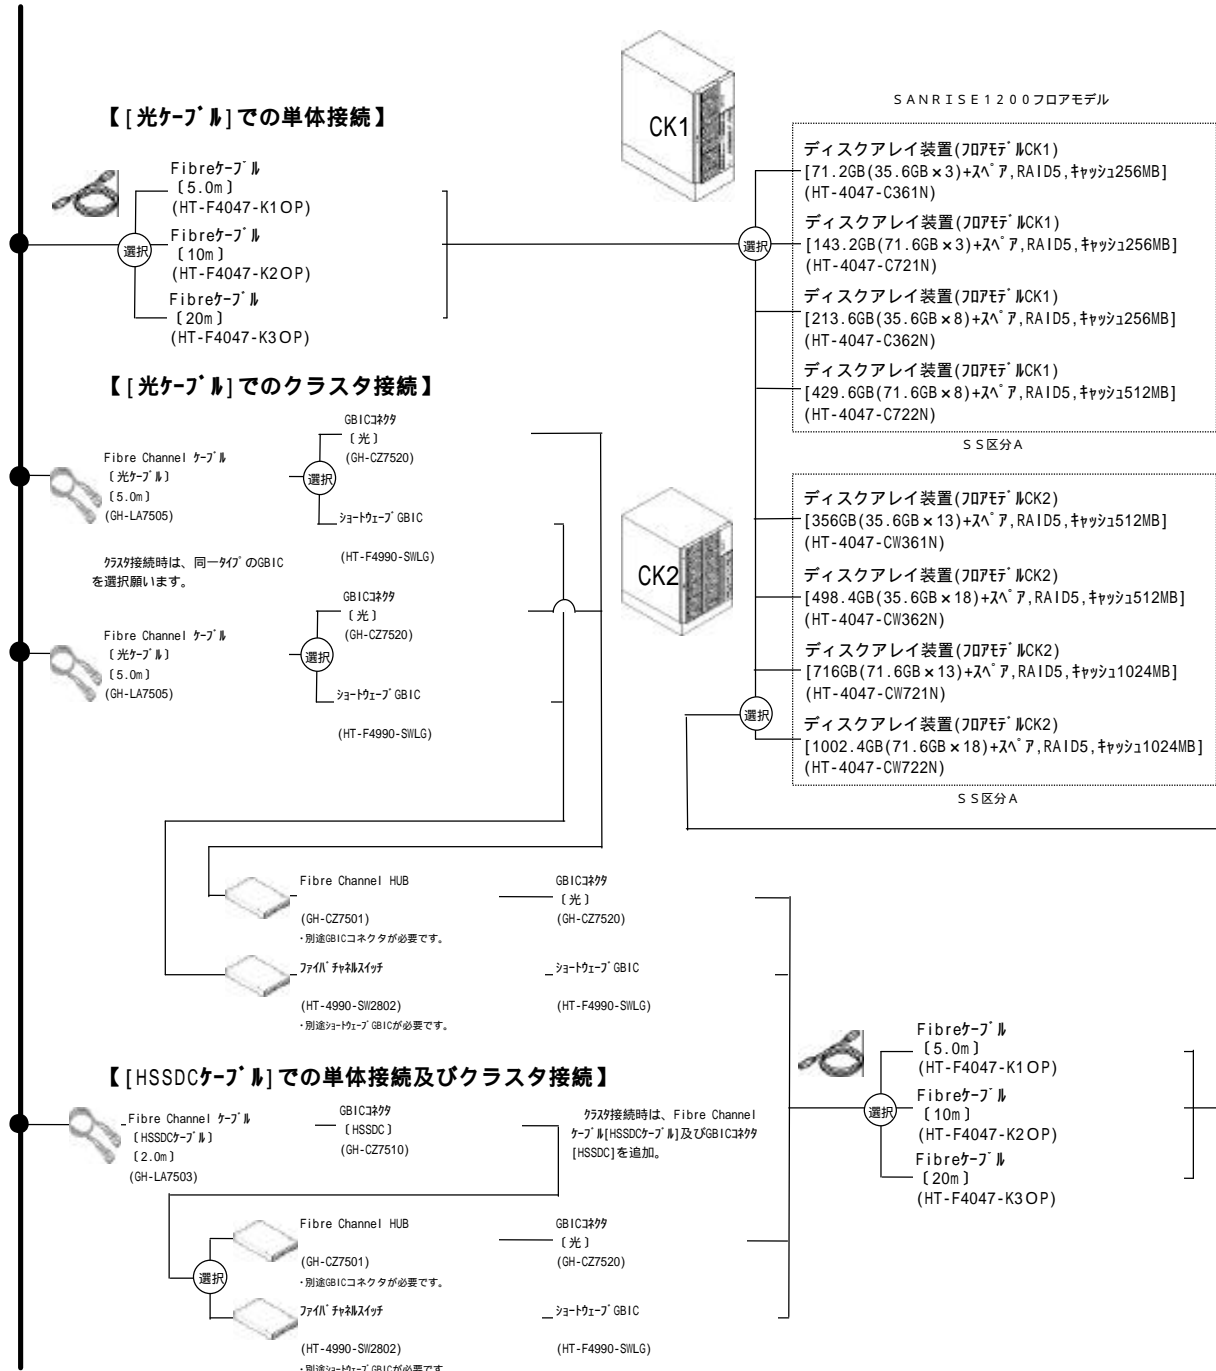 【[光ｹｰﾌﾞﾙ]での単体接続】
Fibreｹｰﾌﾞﾙ
〔5.0m〕
(HT-F4047-K1OP)
選択
Fibreｹｰﾌﾞﾙ
〔10m〕
(HT-F4047-K2OP)
Fibreｹｰﾌﾞﾙ
〔20m〕
(HT-F4047-K3OP)
CK1
ＳＡＮＲＩＳＥ１２００フロアモデル
選択
ディスクアレイ装置(ﾌﾛｱﾓﾃﾞﾙCK1)
[71.2GB(35.6GB×3)+ｽﾍﾟｱ,RAID5,ｷｬｯｼｭ256MB]
(HT-4047-C361N)
ディスクアレイ装置(ﾌﾛｱﾓﾃﾞﾙCK1)
[143.2GB(71.6GB×3)+ｽﾍﾟｱ,RAID5,ｷｬｯｼｭ256MB]
(HT-4047-C721N)
ディスクアレイ装置(ﾌﾛｱﾓﾃﾞﾙCK1)
[213.6GB(35.6GB×8)+ｽﾍﾟｱ,RAID5,ｷｬｯｼｭ256MB]
(HT-4047-C362N)
ディスクアレイ装置(ﾌﾛｱﾓﾃﾞﾙCK1)
[429.6GB(71.6GB×8)+ｽﾍﾟｱ,RAID5,ｷｬｯｼｭ512MB]
(HT-4047-C722N)
ＳＳ区分Ａ
CK2
選択
ディスクアレイ装置(ﾌﾛｱﾓﾃﾞﾙCK2)
[356GB(35.6GB×13)+ｽﾍﾟｱ,RAID5,ｷｬｯｼｭ512MB]
(HT-4047-CW361N)
ディスクアレイ装置(ﾌﾛｱﾓﾃﾞﾙCK2)
[498.4GB(35.6GB×18)+ｽﾍﾟｱ,RAID5,ｷｬｯｼｭ512MB]
(HT-4047-CW362N)
ディスクアレイ装置(ﾌﾛｱﾓﾃﾞﾙCK2)
[716GB(71.6GB×13)+ｽﾍﾟｱ,RAID5,ｷｬｯｼｭ1024MB]
(HT-4047-CW721N)
ディスクアレイ装置(ﾌﾛｱﾓﾃﾞﾙCK2)
[1002.4GB(71.6GB×18)+ｽﾍﾟｱ,RAID5,ｷｬｯｼｭ1024MB]
(HT-4047-CW722N)
ＳＳ区分Ａ
【[光ｹｰﾌﾞﾙ]でのクラスタ接続】
Fibre Channel ｹｰﾌﾞﾙ
〔光ｹｰﾌﾞﾙ〕
〔5.0m〕
(GH-LA7505)
選択
GBICｺﾈｸﾀ
〔光〕
(GH-CZ7520)
ｼｮｰﾄｳｪｰﾌﾞGBIC
(HT-F4990-SWLG)
ｸﾗｽﾀ接続時は、同一ﾀｲﾌﾟのGBIC
を選択願います。
Fibre Channel ｹｰﾌﾞﾙ
〔光ｹｰﾌﾞﾙ〕
〔5.0m〕
(GH-LA7505)
選択
GBICｺﾈｸﾀ
〔光〕
(GH-CZ7520)
ｼｮｰﾄｳｪｰﾌﾞGBIC
(HT-F4990-SWLG)
Fibre Channel HUB
(GH-CZ7501)
・別途GBICコネクタが必要です。
GBICｺﾈｸﾀ
〔光〕
(GH-CZ7520)
ﾌｧｲﾊﾞﾁｬﾈﾙｽｲｯﾁ
(HT-4990-SW2802)
・別途ｼｮｰﾄｳｪｰﾌﾞGBICが必要です。
ｼｮｰﾄｳｪｰﾌﾞGBIC
(HT-F4990-SWLG)
【[HSSDCｹｰﾌﾞﾙ]での単体接続及びクラスタ接続】
Fibre Channel ｹｰﾌﾞﾙ
〔HSSDCｹｰﾌﾞﾙ〕
〔2.0m〕
(GH-LA7503)
GBICｺﾈｸﾀ
〔HSSDC〕
(GH-CZ7510)
ｸﾗｽﾀ接続時は、Fibre Channel
ｹｰﾌﾞﾙ[HSSDCｹｰﾌﾞﾙ]及びGBICｺﾈｸﾀ
[HSSDC]を追加。
選択
Fibre Channel HUB
(GH-CZ7501)
・別途GBICコネクタが必要です。
GBICｺﾈｸﾀ
〔光〕
(GH-CZ7520)
ﾌｧｲﾊﾞﾁｬﾈﾙｽｲｯﾁ
(HT-4990-SW2802)
・別途ｼｮｰﾄｳｪｰﾌﾞGBICが必要です
ｼｮｰﾄｳｪｰﾌﾞGBIC
(HT-F4990-SWLG)
選択
Fibreｹｰﾌﾞﾙ
〔5.0m〕
(HT-F4047-K1OP)
Fibreｹｰﾌﾞﾙ
〔10m〕
(HT-F4047-K2OP)
Fibreｹｰﾌﾞﾙ
〔20m〕
(HT-F4047-K3OP)